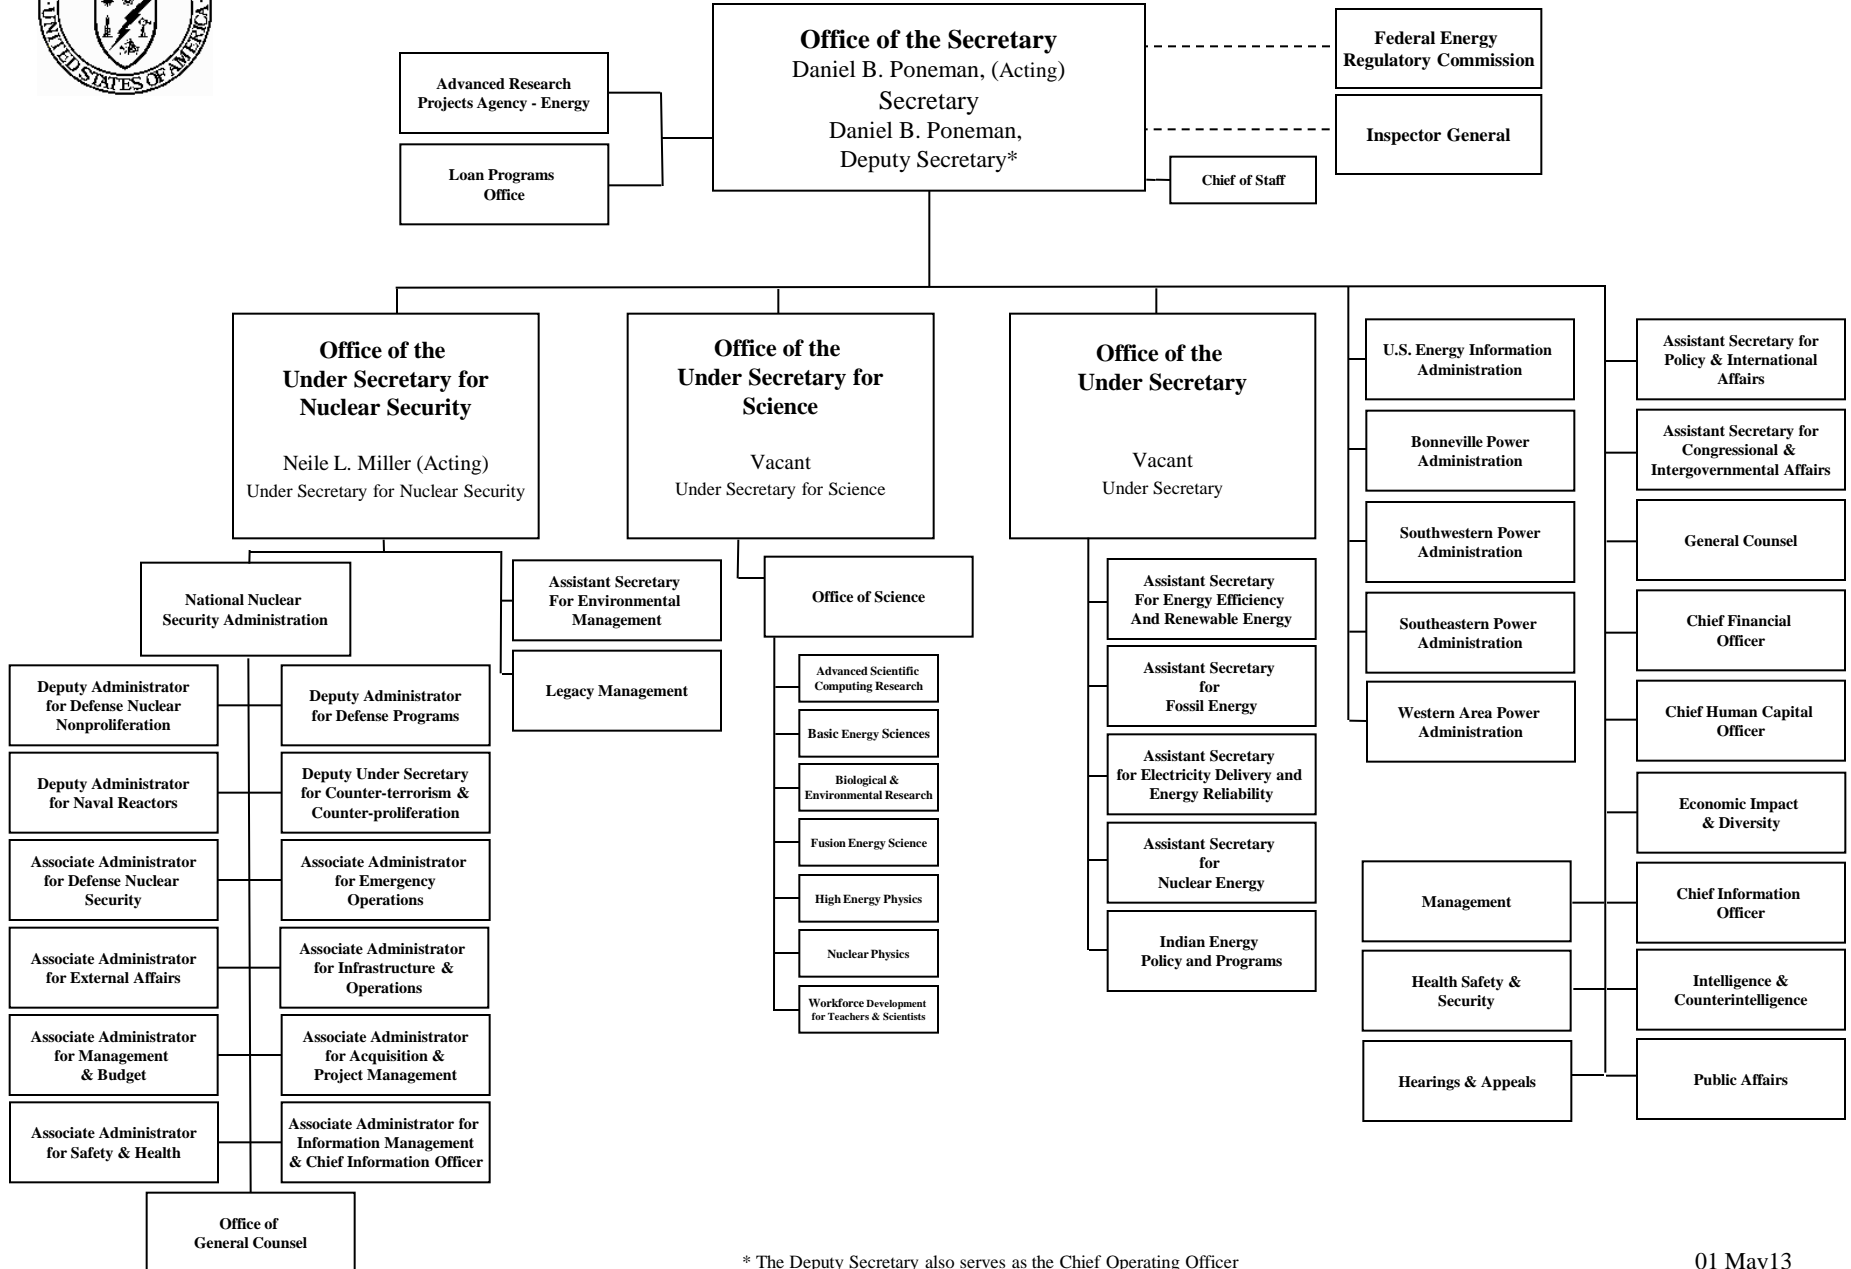 UNITED STATES OF AMERICA
Office of the Secretary
Daniel B. Poneman, (Acting)
Secretary
Daniel B. Poneman,
Deputy Secretary*
Federal Energy
Regulatory Commission
Inspector General
Chief of Staff
Advanced Research
Projects Agency - Energy
Loan Programs
Office
Office of the
Under Secretary for
Nuclear Security
Neile L. Miller (Acting)
Under Secretary for Nuclear Security
Office of the
Under Secretary for
Science
Vacant
Under Secretary for Science
Office of the
Under Secretary
Vacant
Under Secretary
U.S. Energy Information
Administration
Bonneville Power
Administration
Southwestern Power
Administration
Southeastern Power
Administration
Western Area Power
Administration
Assistant Secretary for
Policy & International
Affairs
Assistant Secretary for
Congressional &
Intergovernmental Affairs
General Counsel
Chief Financial
Officer
Chief Human Capital
Officer
Economic Impact
& Diversity
Chief Information
Officer
Intelligence &
Counterintelligence
Public Affairs
Management
Health Safety &
Security
Hearings & Appeals
National Nuclear
Security Administration
Assistant Secretary
For Environmental
Management
Legacy Management
Deputy Administrator
for Defense Nuclear
Nonproliferation
Deputy Administrator
for Defense Programs
Deputy Administrator
for Naval Reactors
Deputy Under Secretary
for Counter-terrorism &
Counter-proliferation
Associate Administrator
for Defense Nuclear
Security
Associate Administrator
for Emergency
Operations
Associate Administrator
for External Affairs
Associate Administrator
for Infrastructure &
Operations
Associate Administrator
for Management
& Budget
Associate Administrator
for Acquisition &
Project Management
Associate Administrator
for Safety & Health
Associate Administrator for
Information Management
& Chief Information Officer
Office of
General Counsel
Office of Science
Advanced Scientific
Computing Research
Basic Energy Sciences
Biological &
Environmental Research
Fusion Energy Science
High Energy Physics
Nuclear Physics
Workforce Development
for Teachers & Scientists
Assistant Secretary
For Energy Efficiency
And Renewable Energy
Assistant Secretary
for
Fossil Energy
Assistant Secretary
for Electricity Delivery and
Energy Reliability
Assistant Secretary
for
Nuclear Energy
Indian Energy
Policy and Programs
* The Deputy Secretary also serves as the Chief Operating Officer
01 May13